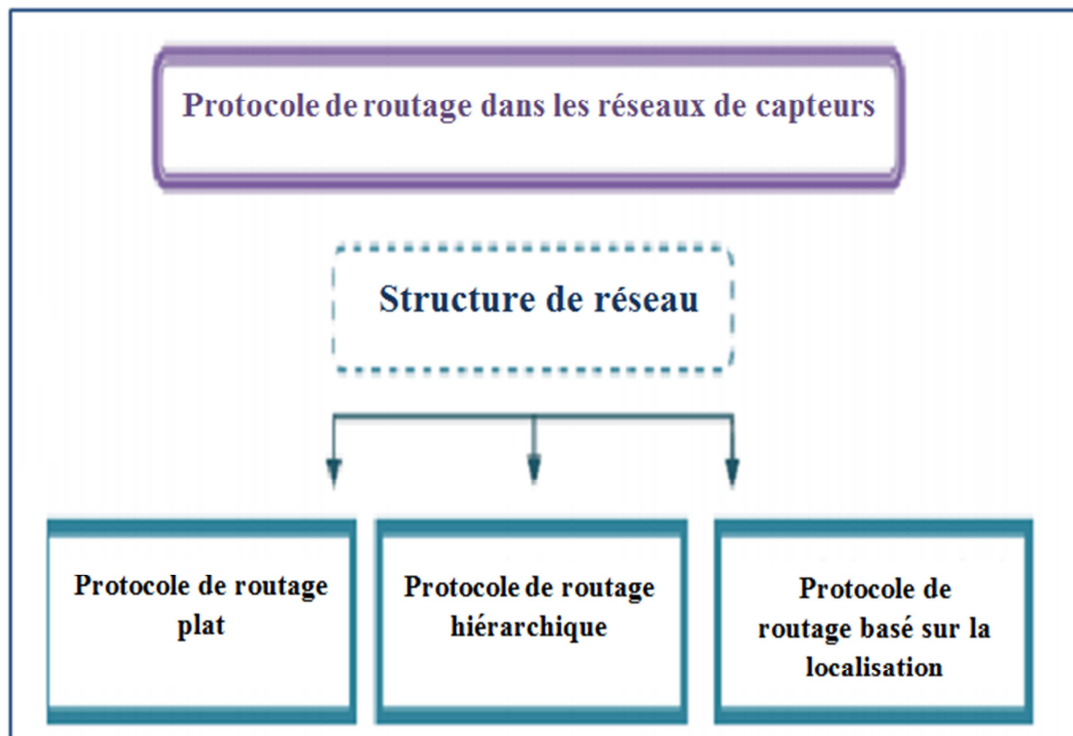 Protocole de routage dans les réseaux de capteurs
Structure de réseau
Protocole de routage
plat
Protocole de routage
hiérarchique
Protocole de
routage basé sur la
localisation